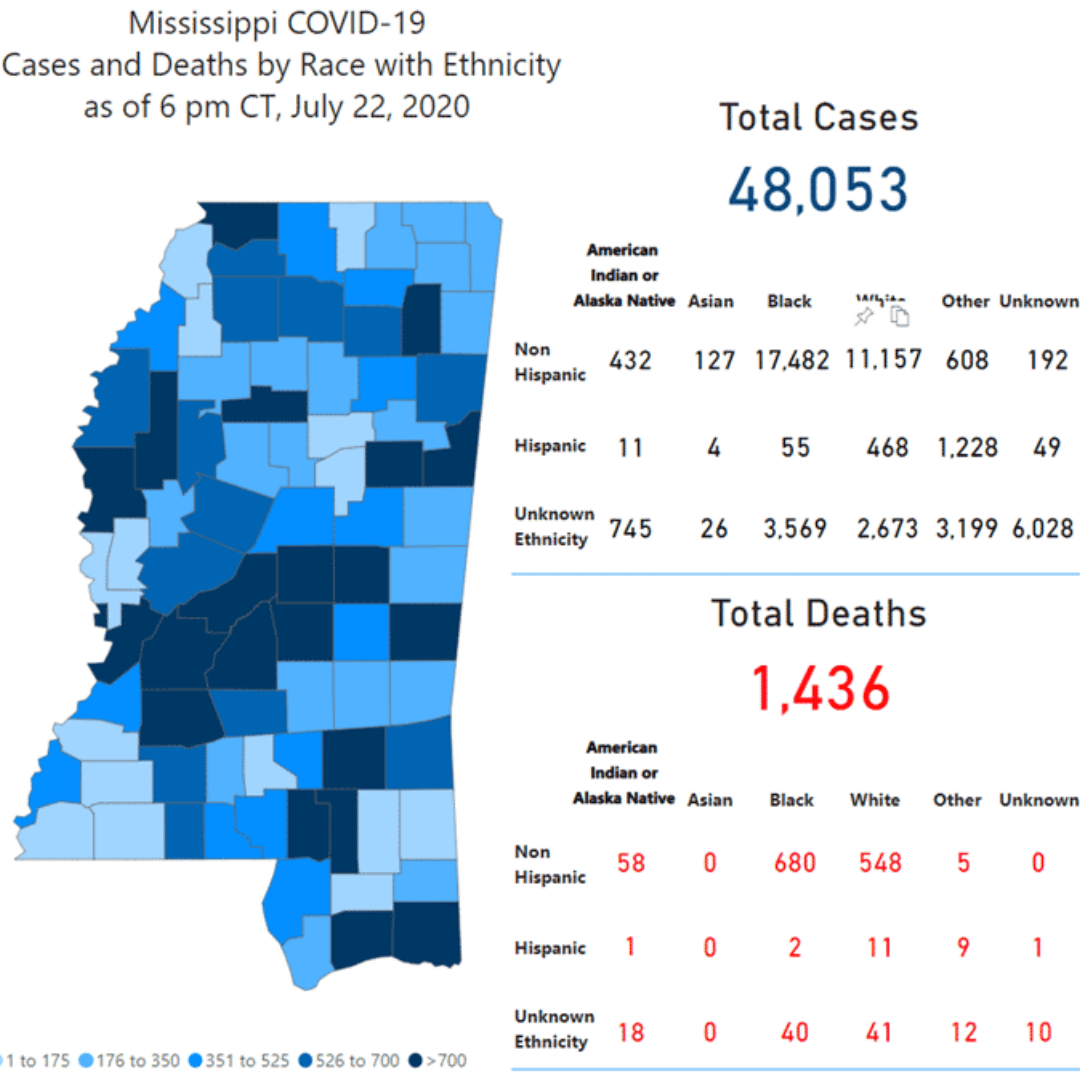 Mississippi COVID-19
Cases and Deaths by Race with Ethnicity
as of 6 pm CT, July 22, 2020
Total Cases
48,053
American
Indian or
Alaska Native Asian Black White Other Unknown
Non
Hispanic 432 127 17,482 11,157 608 192
Hispanic 11 4 55 468 1,228 49
Unknown
Ethnicity 745 26 3,569 2,673 3,199 6,028
Total Deaths
1,436
American
Indian or
Alaska Native Asian Black White Other Unknown
Non
Hispanic 58 0 680 548 5 0
Hispanic 1 0 2 11 9 1
Unknown
Ethnicity 18 0 40 41 12 10
1 to 175 176 to 350 351 to 525 526 to 700 >700